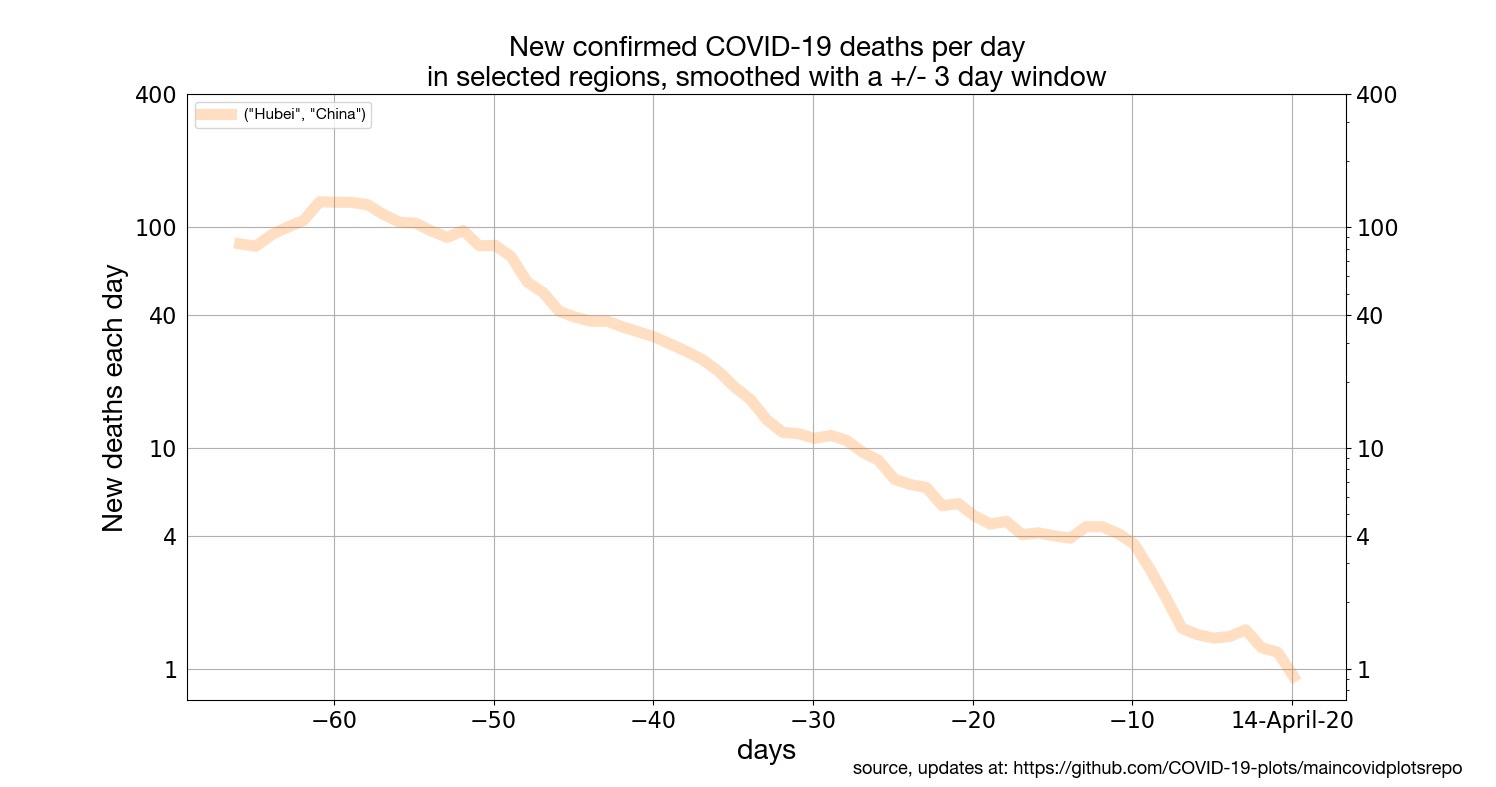 New confirmed COVID-19 deaths per day
in selected regions, smoothed with a +/- 3 day window
("Hubei", "China")
400
100
40
10
4
1
New deaths each day
400
100
40
10
4
1
−60
−50
−40
−30
−20
−10
14-April-20
days
source, updates at: https://github.com/COVID-19-plots/maincovidplotsrepo